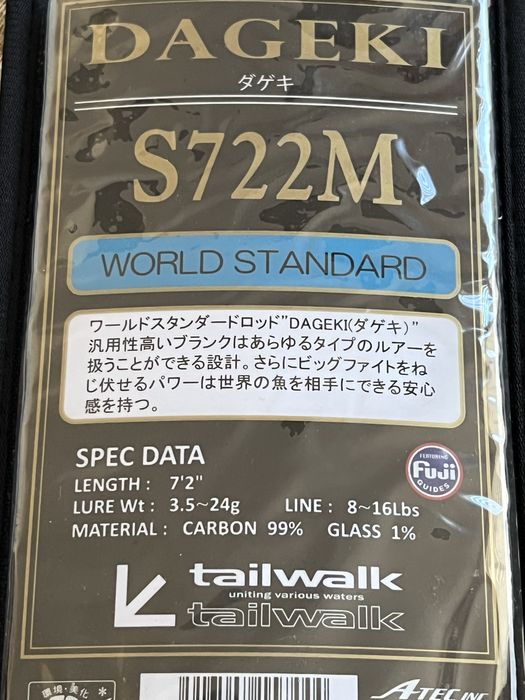 DAGEKI
ダゲキ
S722M
WORLD STANDARD
ワールドスタンダードロッド”DAGEKI(ダゲキ)”
汎用性高いブランクはあらゆるタイプのルアーを
扱うことができる設計。さらにビッグファイトをね
じ伏せるパワーは世界の魚を相手にできる安心
感を持つ。
SPEC DATA
LENGTH : 7'2"
LURE Wt : 3.5~24g LINE : 8~16Lbs
MATERIAL : CARBON 99% GLASS 1%
FEATURING
Fuji
GUIDES
tailwalk
uniting various waters
tailwalk
環境・美化
A-TEC INC